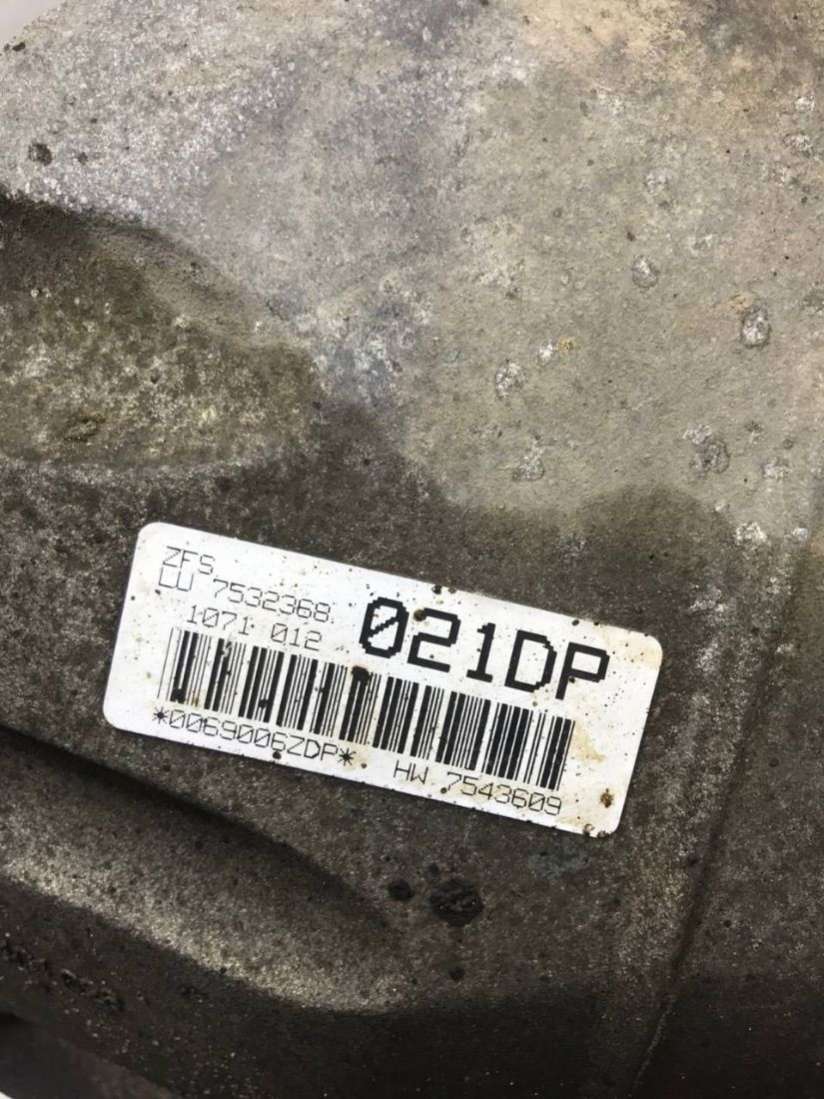 ZFS
LU 7532368
1071 012
021DP
*0069006ZDP*
HW 7543609